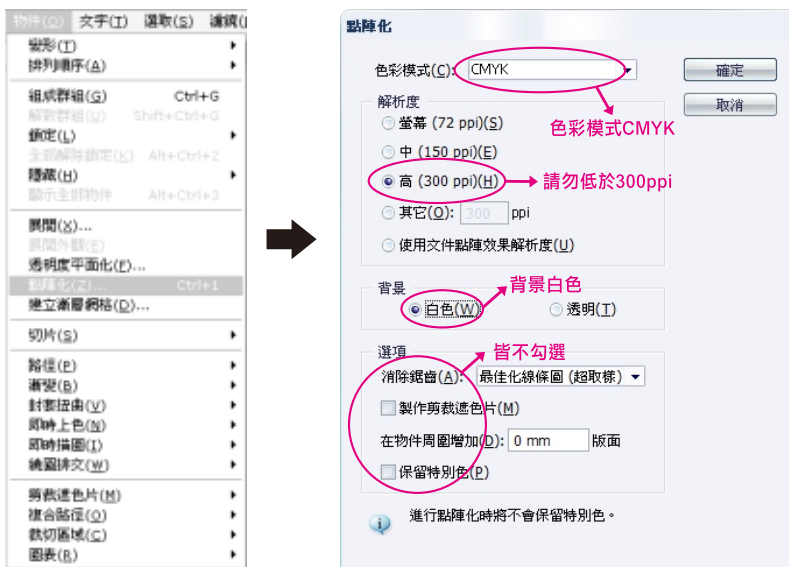 物件(O) 文字(T) 選取(S) 濾鏡(
變形(T)
排列順序(A)
組成群組(G) Ctrl+G
解散群組(U) Shift+Ctrl+G
鎖定(L)
全部解除鎖定(K) Alt+Ctrl+2
隱藏(H)
顯示全部物件 Alt+Ctrl+3
展開(X)...
展開外觀(E)
透明度平面化(F)...
點陣化(Z)... Ctrl+1
建立漸層網格(D)...
切片(S)
路徑(P)
漸變(B)
封套扭曲(V)
即時上色(N)
即時描圖(I)
繞圖排文(W)
剪裁遮色片(M)
複合路徑(O)
裁切區域(C)
圖表(R)
點陣化
色彩模式(C): CMYK
確定
取消
解析度
螢幕 (72 ppi)(S)
色彩模式CMYK
中 (150 ppi)(E)
高 (300 ppi)(H)
請勿低於300ppi
其它(O): 300 ppi
使用文件點陣效果解析度(U)
背景
背景白色
白色(W) 透明(T)
選項
皆不勾選
消除鋸齒(A): 最佳化線條圖 (超取樣)
製作剪裁遮色片(M)
在物件周圍增加(D): 0 mm 版面
保留特別色(P)
進行點陣化時將不會保留特別色。